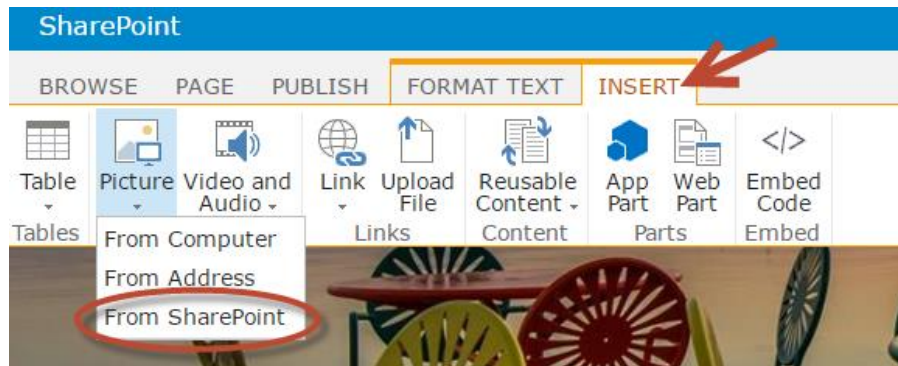 SharePoint
BROWSE PAGE PUBLISH FORMAT TEXT INSERT
Table Picture Video and Audio Link Upload File Reusable Content App Part Web Part Embed Code
Tables Links Content Parts Embed
From Computer
From Address
From SharePoint